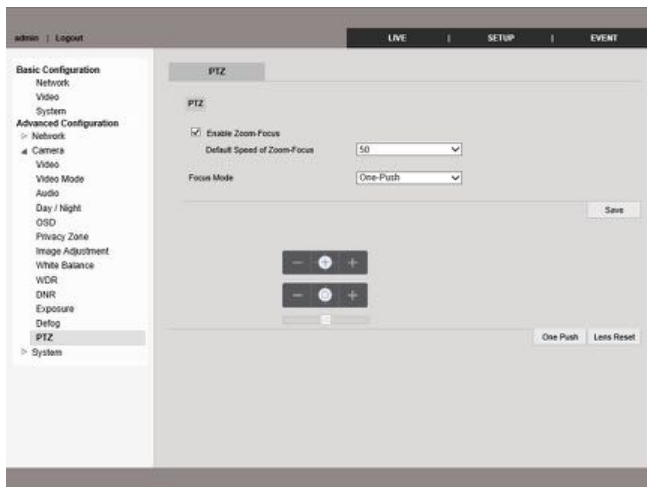 admin | Logout
LIVE | SETUP | EVENT
Basic Configuration
Network
Video
System
Advanced Configuration
Network
Camera
Video
Video Mode
Audio
Day / Night
OSD
Privacy Zone
Image Adjustment
White Balance
WDR
DNR
Exposure
Defog
PTZ
System
PTZ
PTZ
Enable Zoom-Focus
Default Speed of Zoom-Focus 50
Focus Mode One-Push
Save
One Push Lens Reset